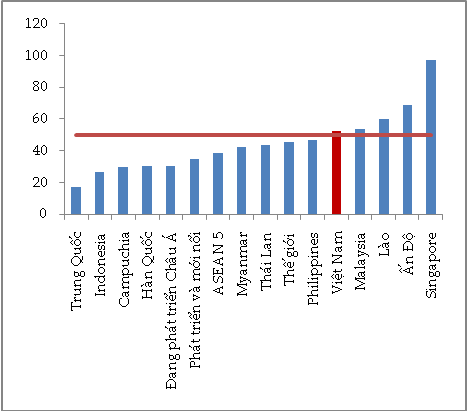 120
100
80
60
40
20
0
Trung Quốc
Indonesia
Campuchia
Hàn Quốc
Đang phát triển Châu Á
Phát triển và mới nổi
ASEAN 5
Myanmar
Thái Lan
Thế giới
Philippines
Việt Nam
Malaysia
Lào
Ấn Độ
Singapore